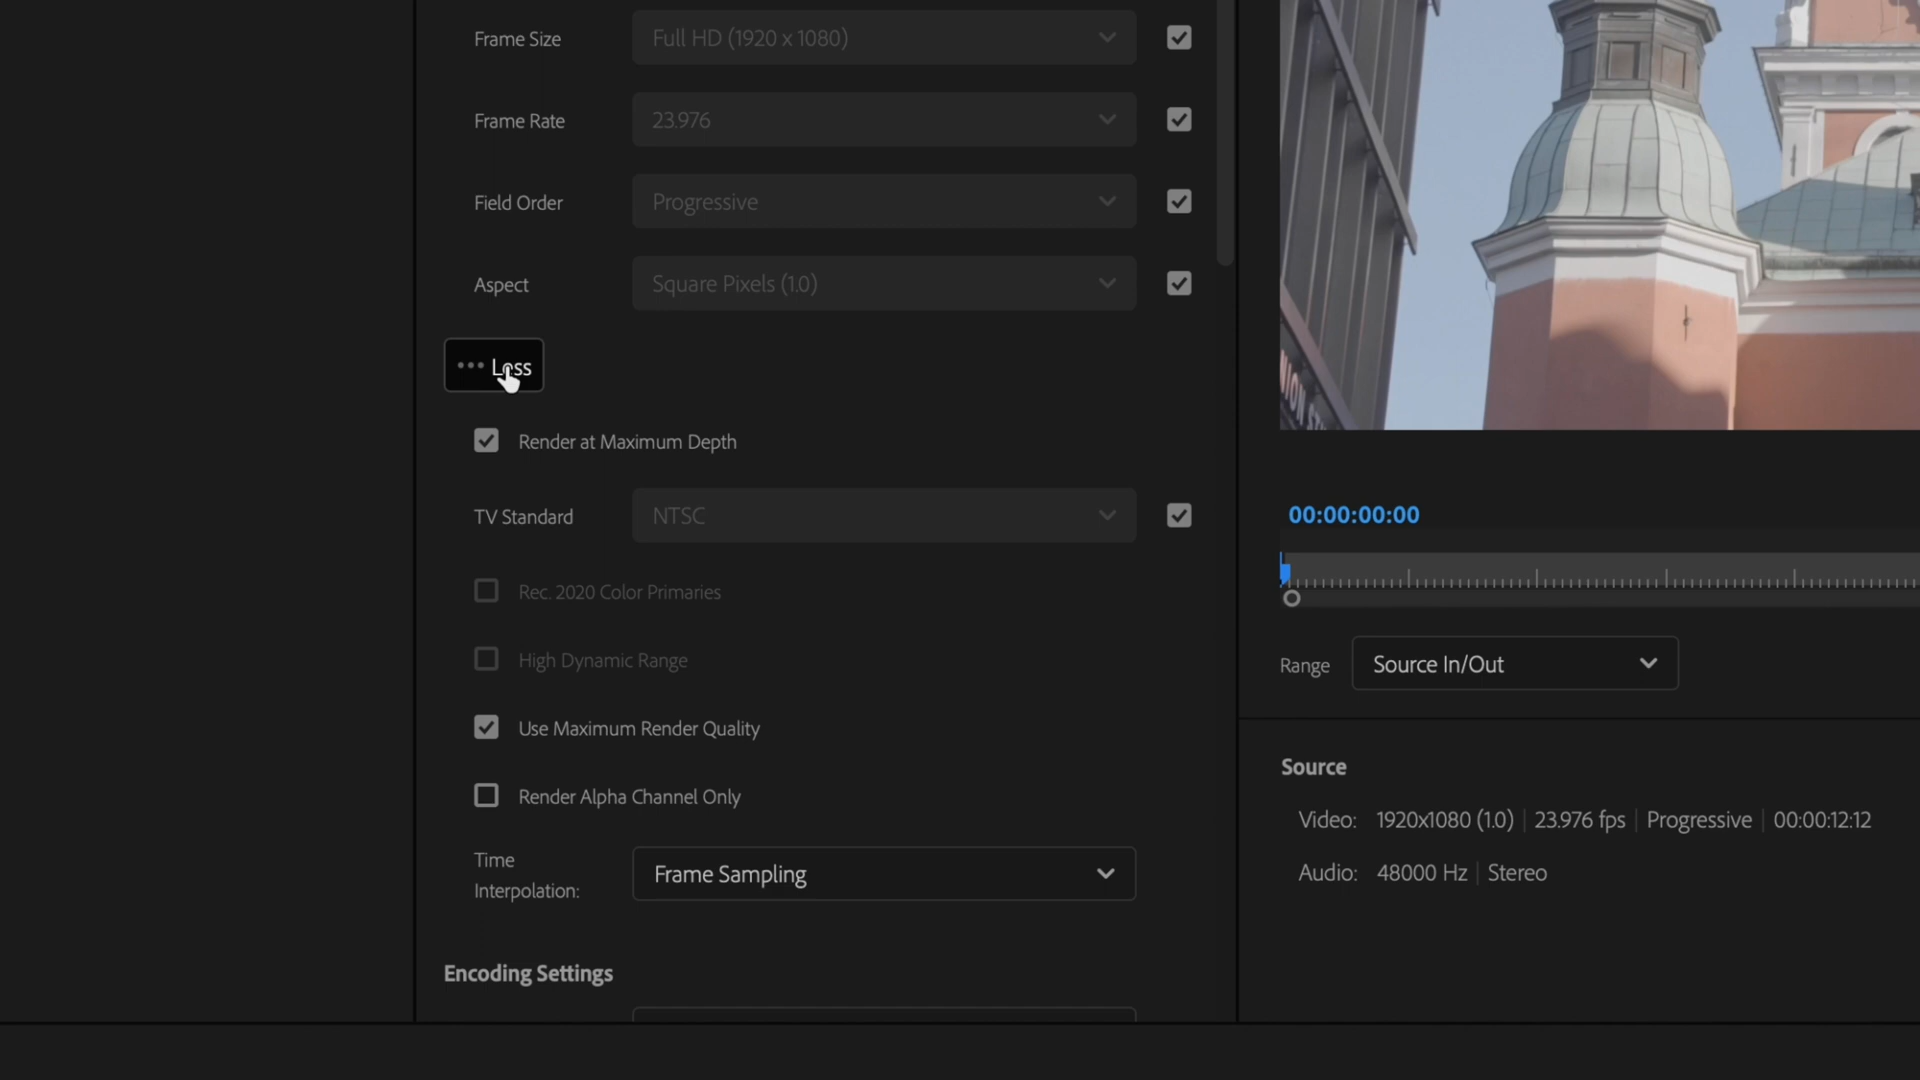 Frame Size Full HD (1920 x 1080)
Frame Rate 23.976
Field Order Progressive
Aspect Square Pixels (1.0)
Less
Render at Maximum Depth
TV Standard NTSC
Rec. 2020 Color Primaries
High Dynamic Range
Use Maximum Render Quality
Render Alpha Channel Only
Time
Interpolation: Frame Sampling
Encoding Settings
00:00:00:00
Range Source In/Out
Source
Video: 1920x1080 (1.0) | 23.976 fps | Progressive | 00:00:12:12
Audio: 48000 Hz | Stereo